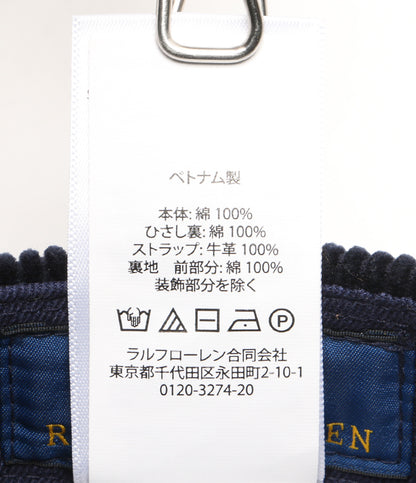 ベトナム製
本体: 綿 100%
ひさし裏: 綿 100%
ストラップ: 牛革 100%
裏地 前部分: 綿 100%
装飾部分を除く
P
ラルフローレン合同会社
東京都千代田区永田町2-10-1
0120-3274-20
R
EN